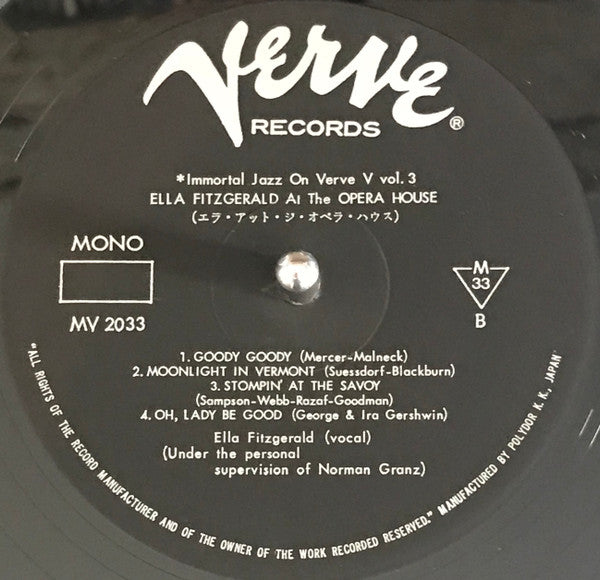 Verve
RECORDS ®
*Immortal Jazz On Verve V vol. 3
ELLA FITZGERALD At The OPERA HOUSE
(エラ・アット・ジ・オペラ・ハウス)
MONO
MV 2033
M
33
B
1. GOODY GOODY (Mercer-Malneck)
2. MOONLIGHT IN VERMONT (Suessdorf-Blackburn)
3. STOMPIN' AT THE SAVOY
(Sampson-Webb-Razaf-Goodman)
4. OH, LADY BE GOOD (George & Ira Gershwin)
Ella Fitzgerald (vocal)
(Under the personal
supervision of Norman Granz)
"ALL RIGHTS OF THE RECORD MANUFACTURER AND OF THE OWNER OF THE WORK RECORDED RESERVED." MANUFACTURED BY POLYDOR K. K., JAPAN